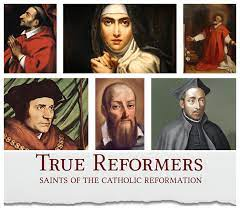 TRUE REFORMERS
SAINTS OF THE CATHOLIC REFORMATION